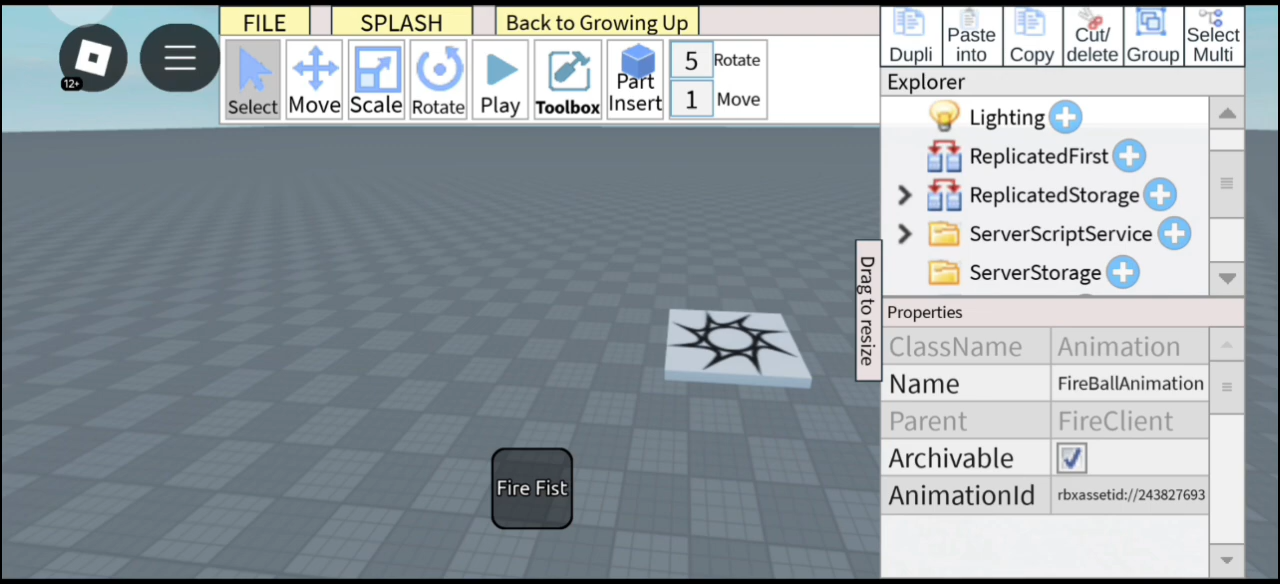 FILE
SPLASH
Back to Growing Up
12+
Select
Move
Scale
Rotate
Play
Toolbox
Part
Insert
5 Rotate
1 Move
Dupli
Paste
into
Copy
Cut/
delete
Group
Select
Multi
Explorer
Lighting
ReplicatedFirst
ReplicatedStorage
ServerScriptService
ServerStorage
Drag to resize
Properties
ClassName Animation
Name FireBallAnimation
Parent FireClient
Archivable
AnimationId rbxassetid://243827693
Fire Fist